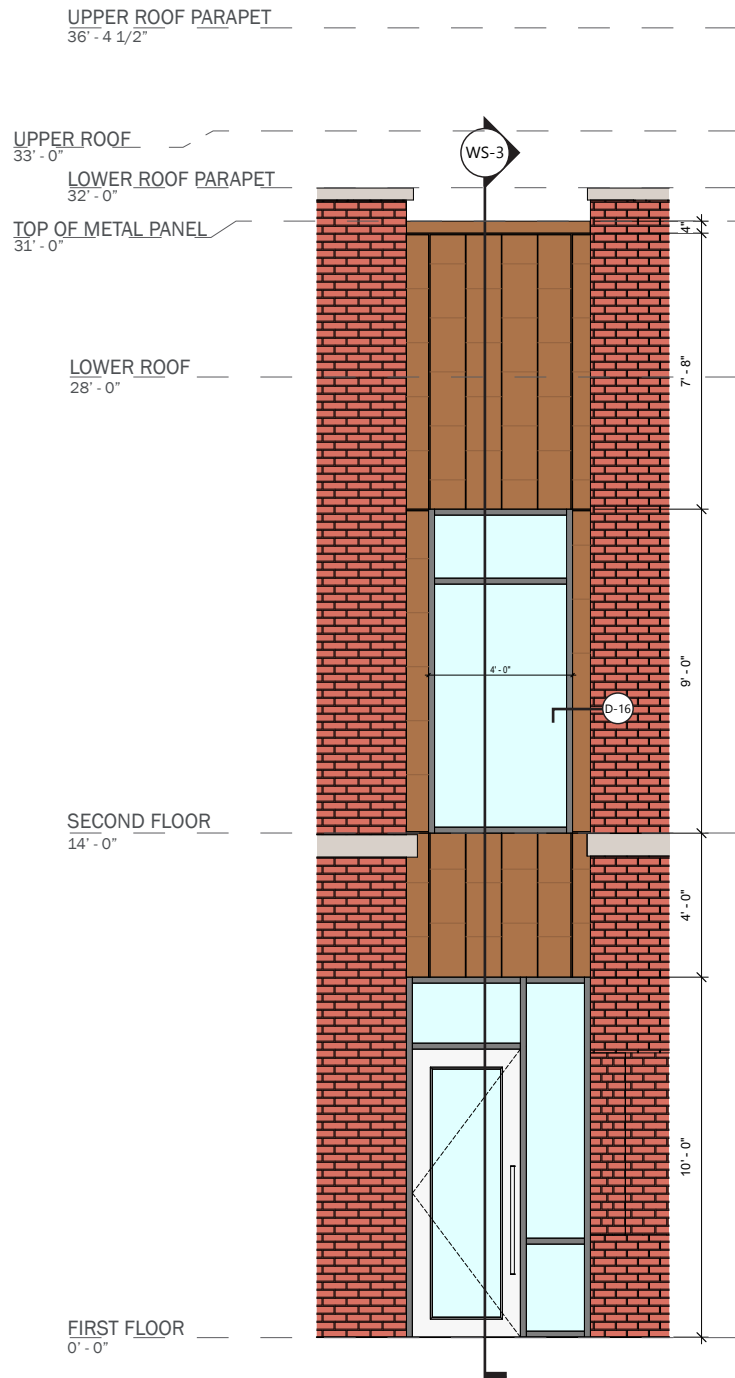 UPPER ROOF PARAPET
36' - 4 1/2"
UPPER ROOF
33' - 0"
WS-3
LOWER ROOF PARAPET
32' - 0"
TOP OF METAL PANEL
31' - 0"
4"
LOWER ROOF
28' - 0"
7' - 8"
4' - 0"
9' - 0"
D-16
SECOND FLOOR
14' - 0"
4' - 0"
10' - 0"
FIRST FLOOR
0' - 0"